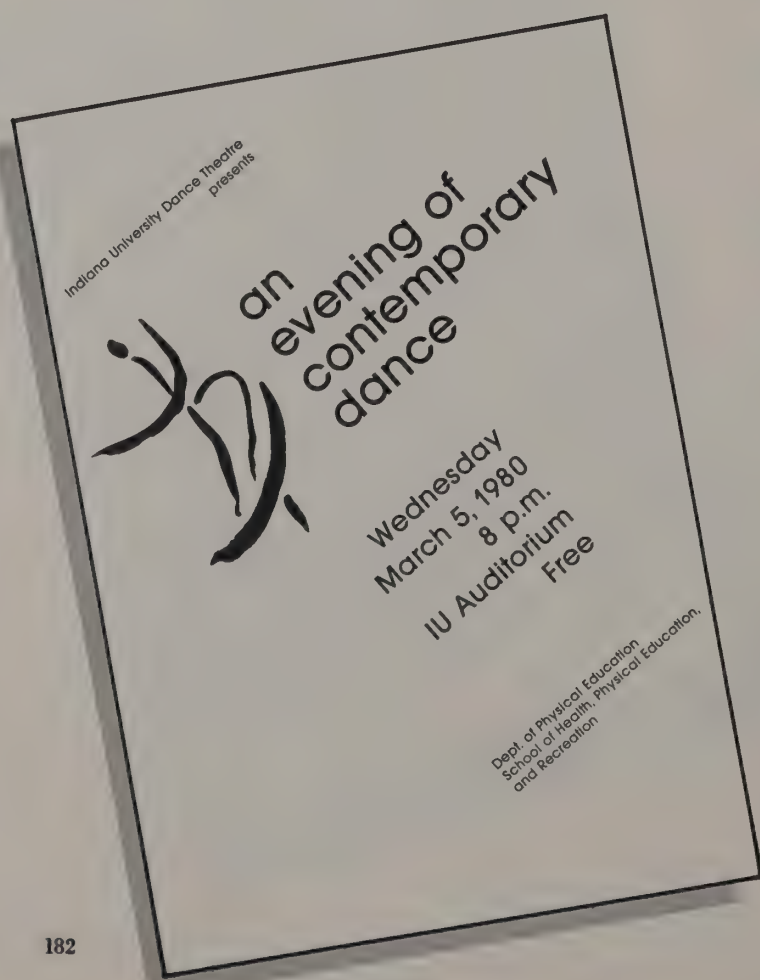 Indiana University Dance Theatre
presents
an
evening of
contemporary
dance
Wednesday
March 5, 1980
8 p.m.
IU Auditorium
Free
Dept. of Physical Education
School of Health, Physical Education,
and Recreation
182